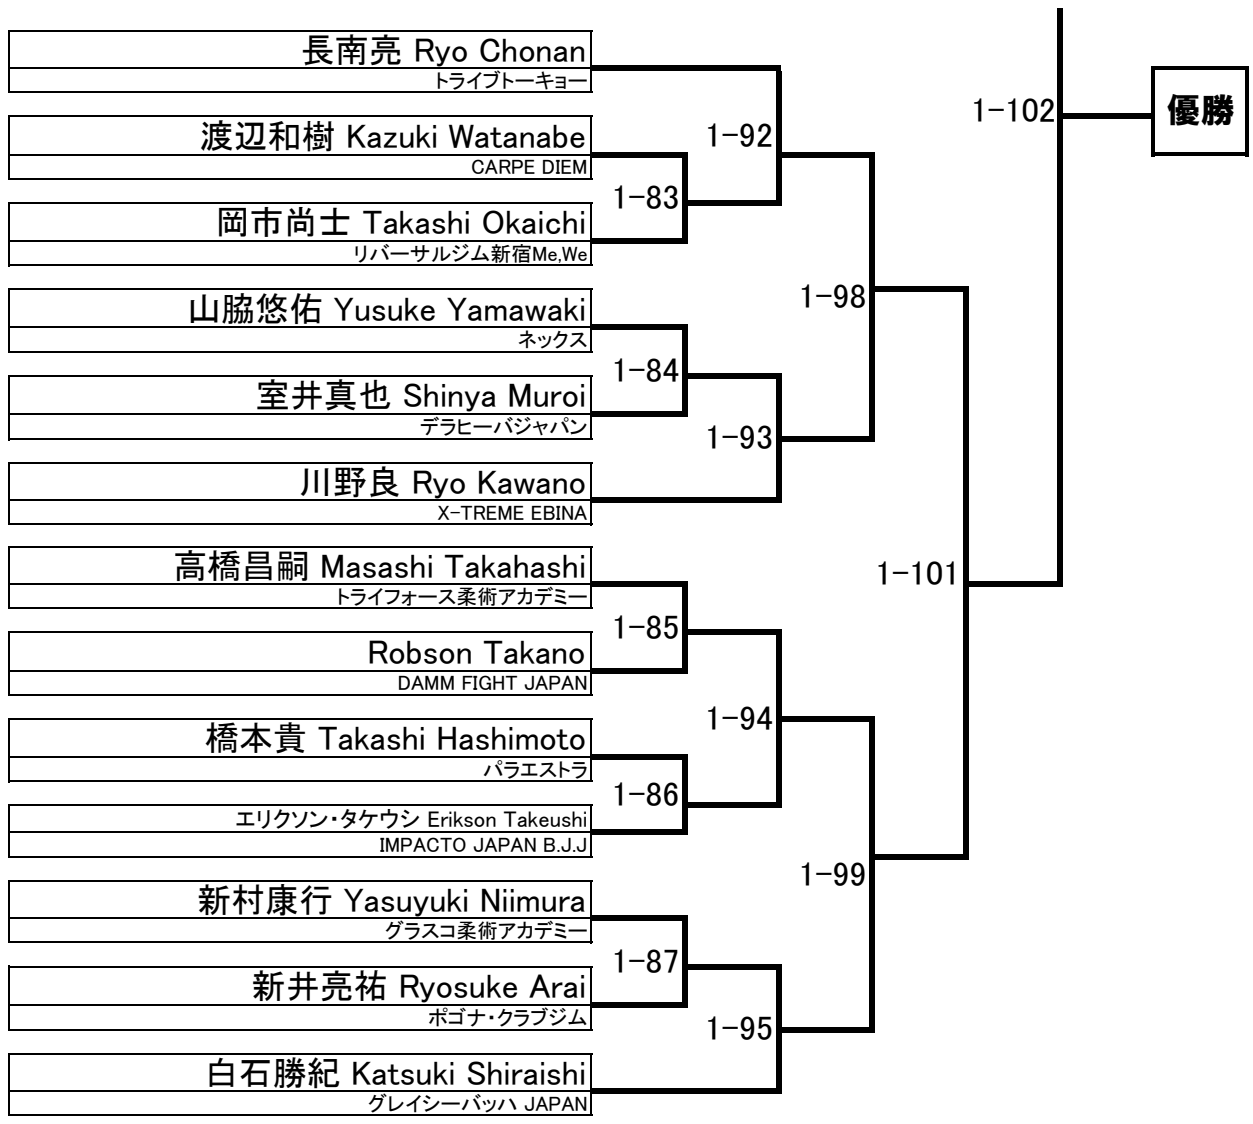 長南亮 Ryo Chonan
トライブトーキョー
渡辺和樹 Kazuki Watanabe
CARPE DIEM
岡市尚士 Takashi Okaichi
リバーサルジム新宿Me,We
山脇悠佑 Yusuke Yamawaki
ネックス
室井真也 Shinya Muroi
デラヒーバジャパン
川野良 Ryo Kawano
X-TREME EBINA
高橋昌嗣 Masashi Takahashi
トライフォース柔術アカデミー
Robson Takano
DAMM FIGHT JAPAN
橋本貴 Takashi Hashimoto
パラエストラ
エリクソン・タケウシ Erikson Takeushi
IMPACTO JAPAN B.J.J
新村康行 Yasuyuki Niimura
グラスコ柔術アカデミー
新井亮祐 Ryosuke Arai
ポゴナ・クラブジム
白石勝紀 Katsuki Shiraishi
グレイシーバッハ JAPAN
1-83
1-84
1-85
1-86
1-87
1-92
1-93
1-94
1-95
1-98
1-99
1-101
1-102
優勝